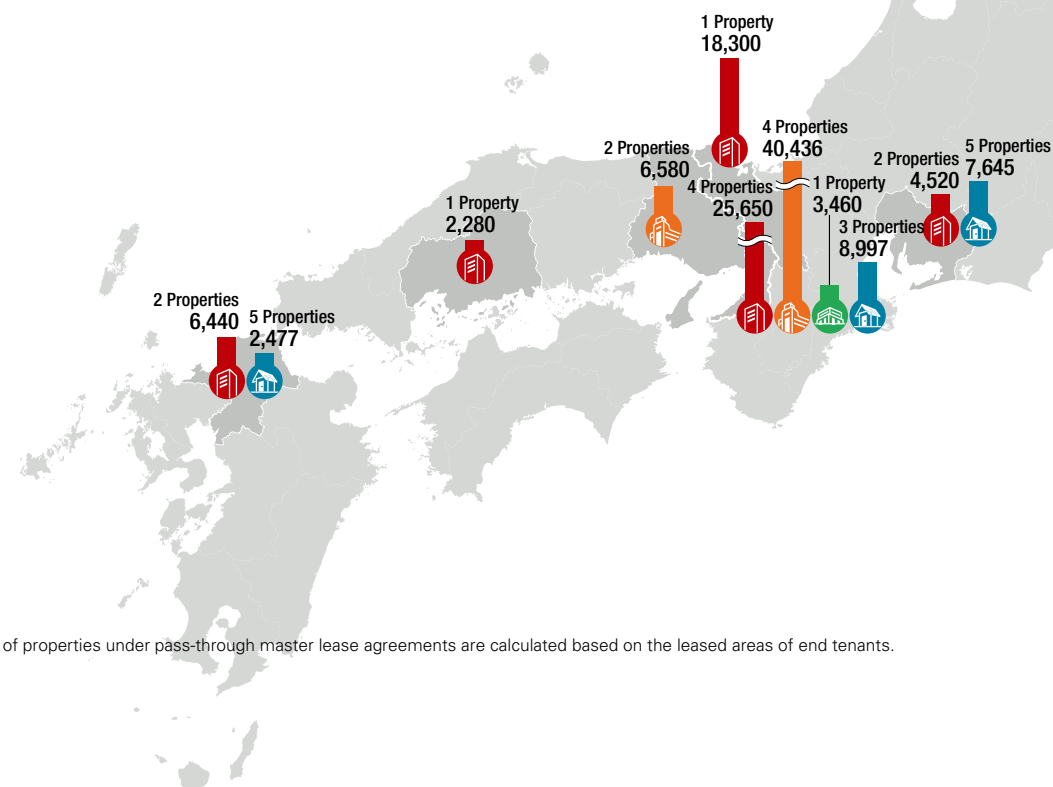 1 Property
18,300
4 Properties
40,436
2 Properties
6,580
5 Properties
7,645
2 Properties
4,520
4 Properties
25,650
1 Property
3,460
1 Property
2,280
3 Properties
8,997
2 Properties
6,440
5 Properties
2,477
of properties under pass-through master lease agreements are calculated based on the leased areas of end tenants.